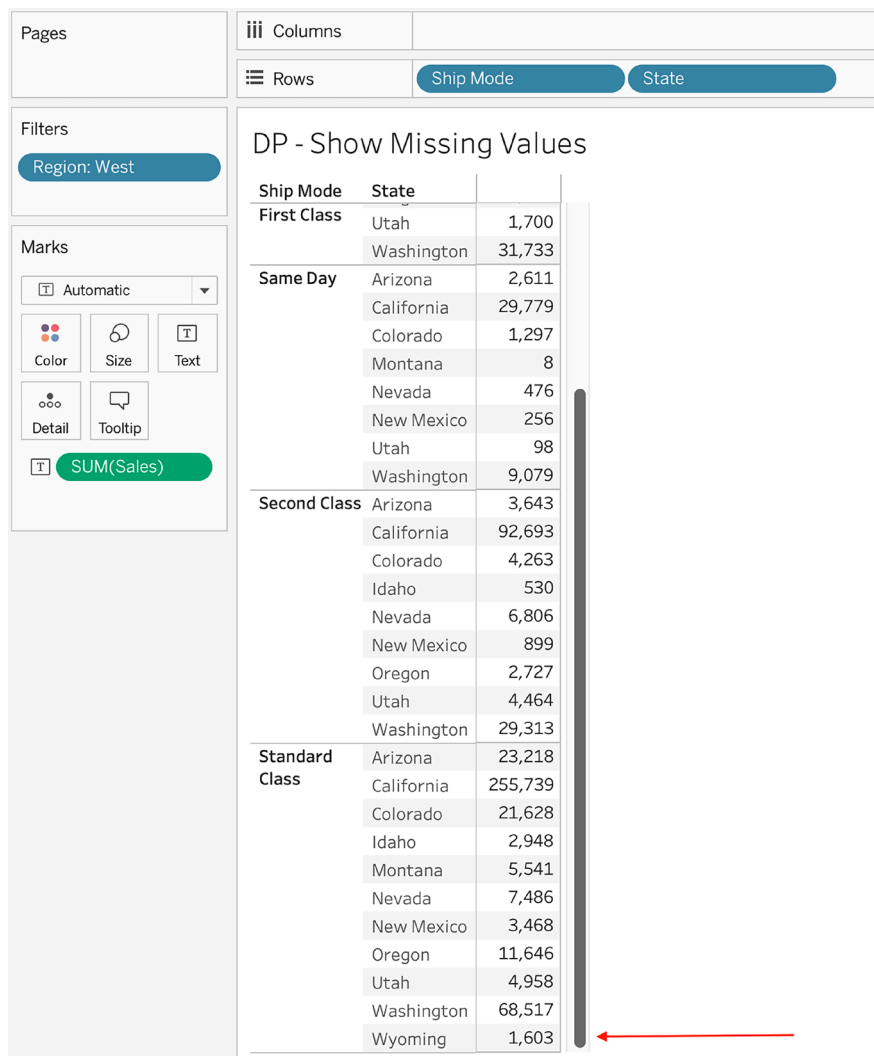 Pages
Columns
Rows Ship Mode State
Filters
Region: West
Marks
Automatic
Color Size Text
Detail Tooltip
SUM(Sales)
DP - Show Missing Values
Ship Mode State
First Class Utah 1,700
Washington 31,733
Same Day Arizona 2,611
California 29,779
Colorado 1,297
Montana 8
Nevada 476
New Mexico 256
Utah 98
Washington 9,079
Second Class Arizona 3,643
California 92,693
Colorado 4,263
Idaho 530
Nevada 6,806
New Mexico 899
Oregon 2,727
Utah 4,464
Washington 29,313
Standard Class Arizona 23,218
California 255,739
Colorado 21,628
Idaho 2,948
Montana 5,541
Nevada 7,486
New Mexico 3,468
Oregon 11,646
Utah 4,958
Washington 68,517
Wyoming 1,603